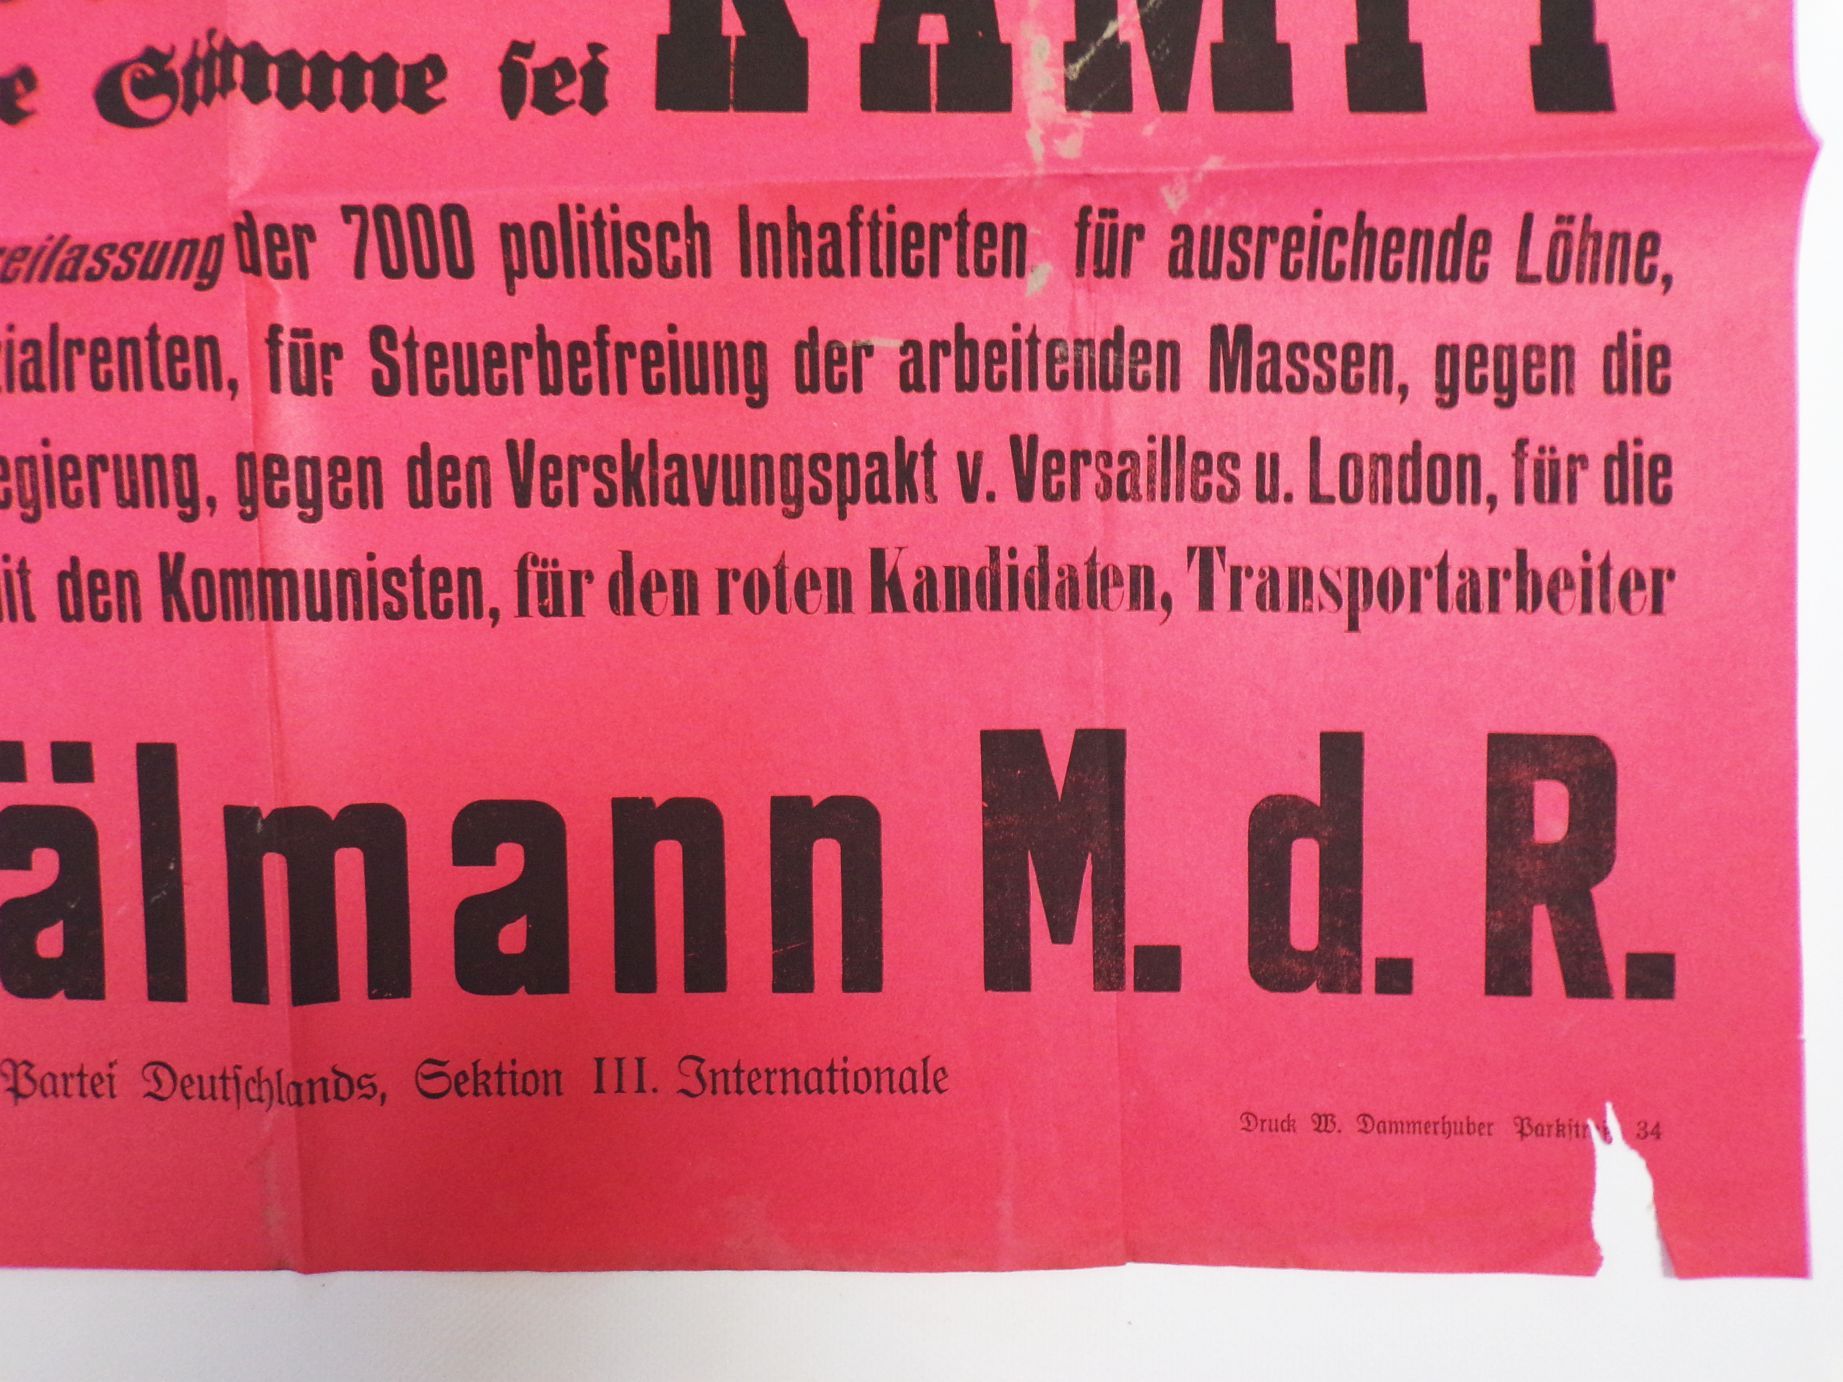 e Stimme sei KAMPF
eilassung der 7000 politisch Inhaftierten für ausreichende Löhne,
ialrenten, für Steuerbefreiung der arbeitenden Massen, gegen die
egierung, gegen den Versklavungspakt v. Versailles u. London, für die
it den Kommunisten, für den roten Kandidaten, Transportarbeiter
älmann M. d. R.
Partei Deutschlands, Sektion III. Internationale
Druck W. Dammerhuber 34